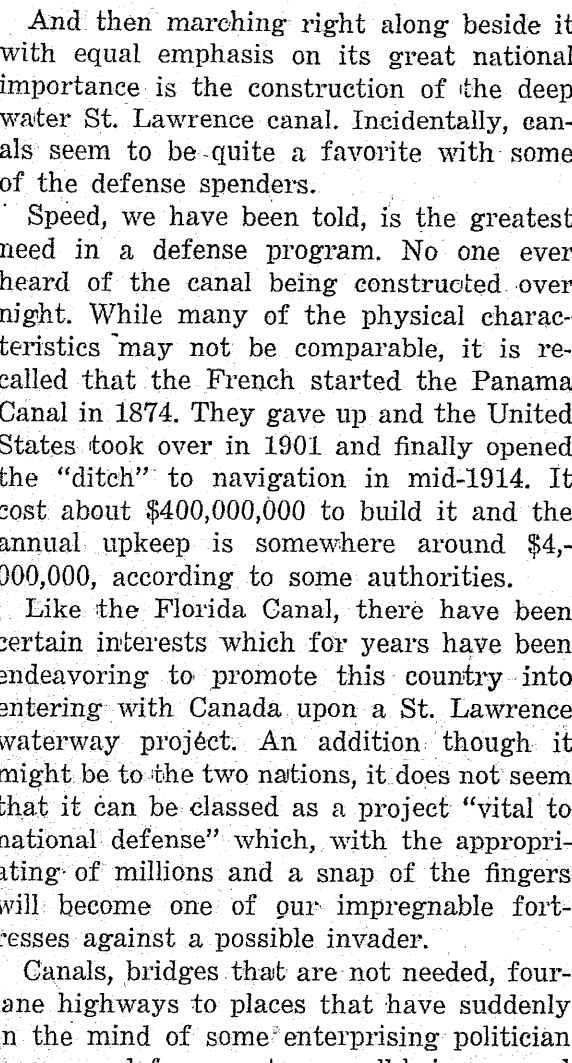 And then marching right along beside it
with equal emphasis on its great national
importance is the construction of the deep
water St. Lawrence canal. Incidentally, can-
als seem to be quite a favorite with some
of the defense spenders.
Speed, we have been told, is the greatest
need in a defense program. No one ever
heard of the canal being constructed over
night. While many of the physical charac-
teristics may not be comparable, it is re-
called that the French started the Panama
Canal in 1874. They gave up and the United
States took over in 1901 and finally opened
the “ditch” to navigation in mid-1914. It
cost about $400,000,000 to build it and the
annual upkeep is somewhere around $4,-
000,000, according to some authorities.
Like the Florida Canal, there have been
certain interests which for years have been
endeavoring to promote this country into
entering with Canada upon a St. Lawrence
waterway project. An addition though it
might be to the two nations, it does not seem
that it can be classed as a project “vital to
national defense” which, with the appropri-
ating of millions and a snap of the fingers
will become one of our impregnable fort-
resses against a possible invader.
Canals, bridges that are not needed, four-
lane highways to places that have suddenly
in the mind of some enterprising politician